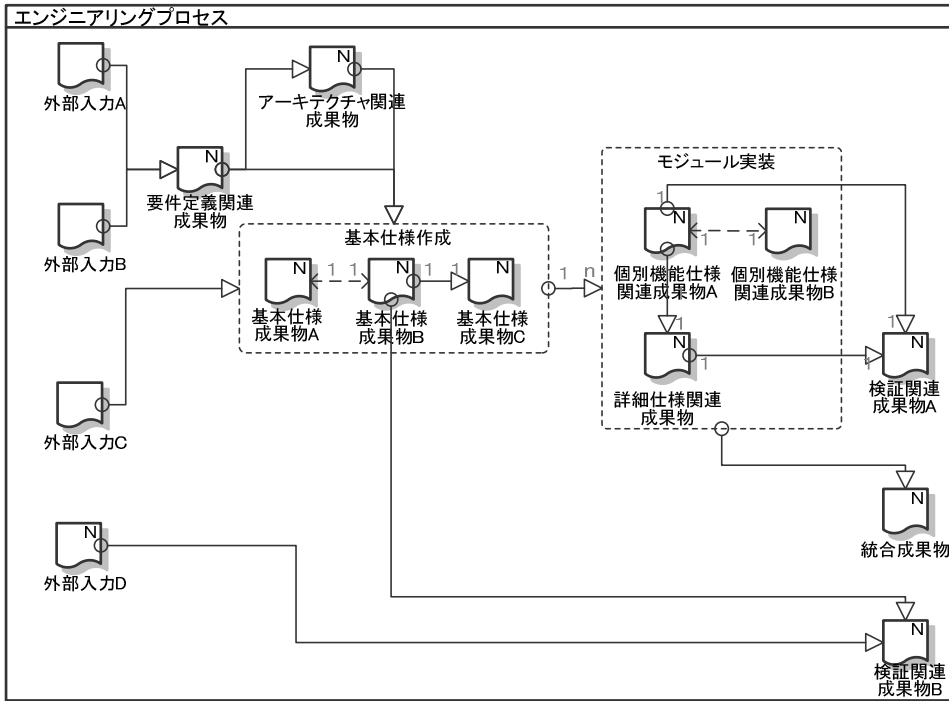 エンジニアリングプロセス
外部入力A
N
アーキテクチャ関連
成果物
N
要件定義関連
成果物
外部入力B
基本仕様作成
N
基本仕様
成果物A
1
1
N
基本仕様
成果物B
1
1
N
基本仕様
成果物C
1
n
モジュール実装
1
N
個別機能仕様
関連成果物A
1
1
N
個別機能仕様
関連成果物B
1
N
詳細仕様関連
成果物
1
1
1
N
検証関連
成果物A
外部入力C
N
統合成果物
N
外部入力D
N
検証関連
成果物B